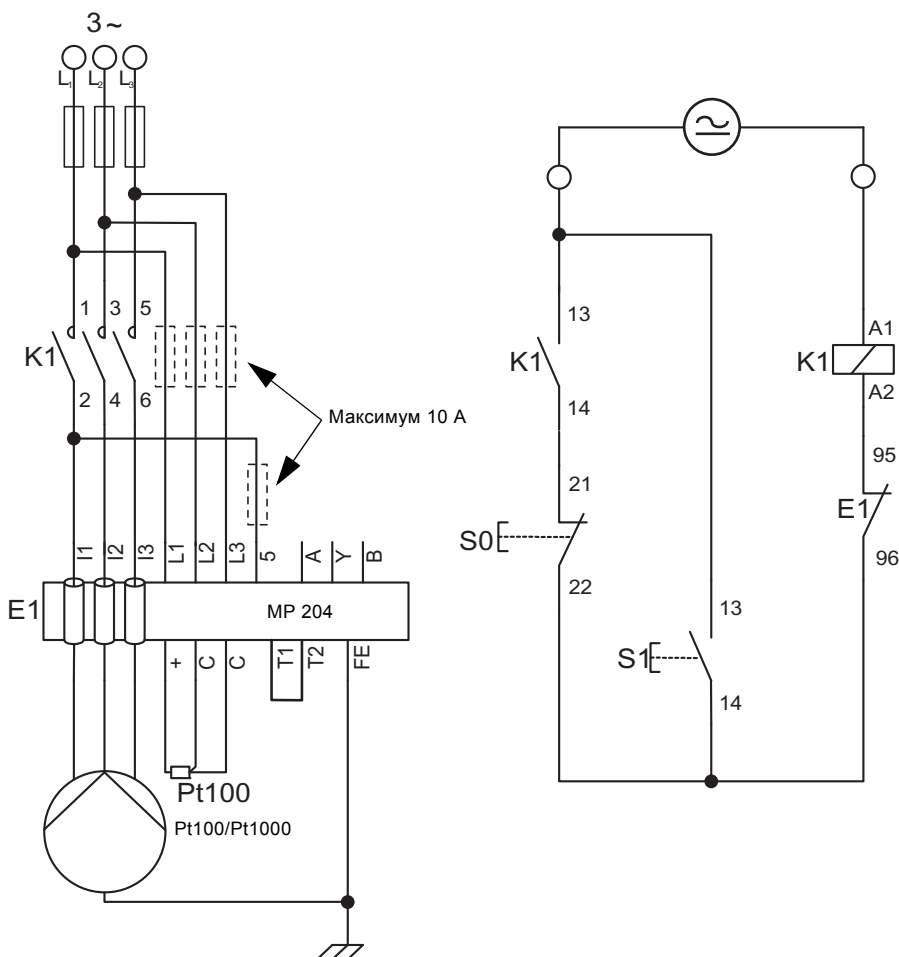 3~
L1 L2 L3
1 3 5
K1
2 4 6
Максимум 10 А
I1 I2 I3 L1 L2 L3 5 A Y B
E1
MP 204
+ C C T1 T2 FE
Pt100
Pt100/Pt1000
13
K1
14
21
S0
22
13
S1
14
A1
K1
A2
95
E1
96